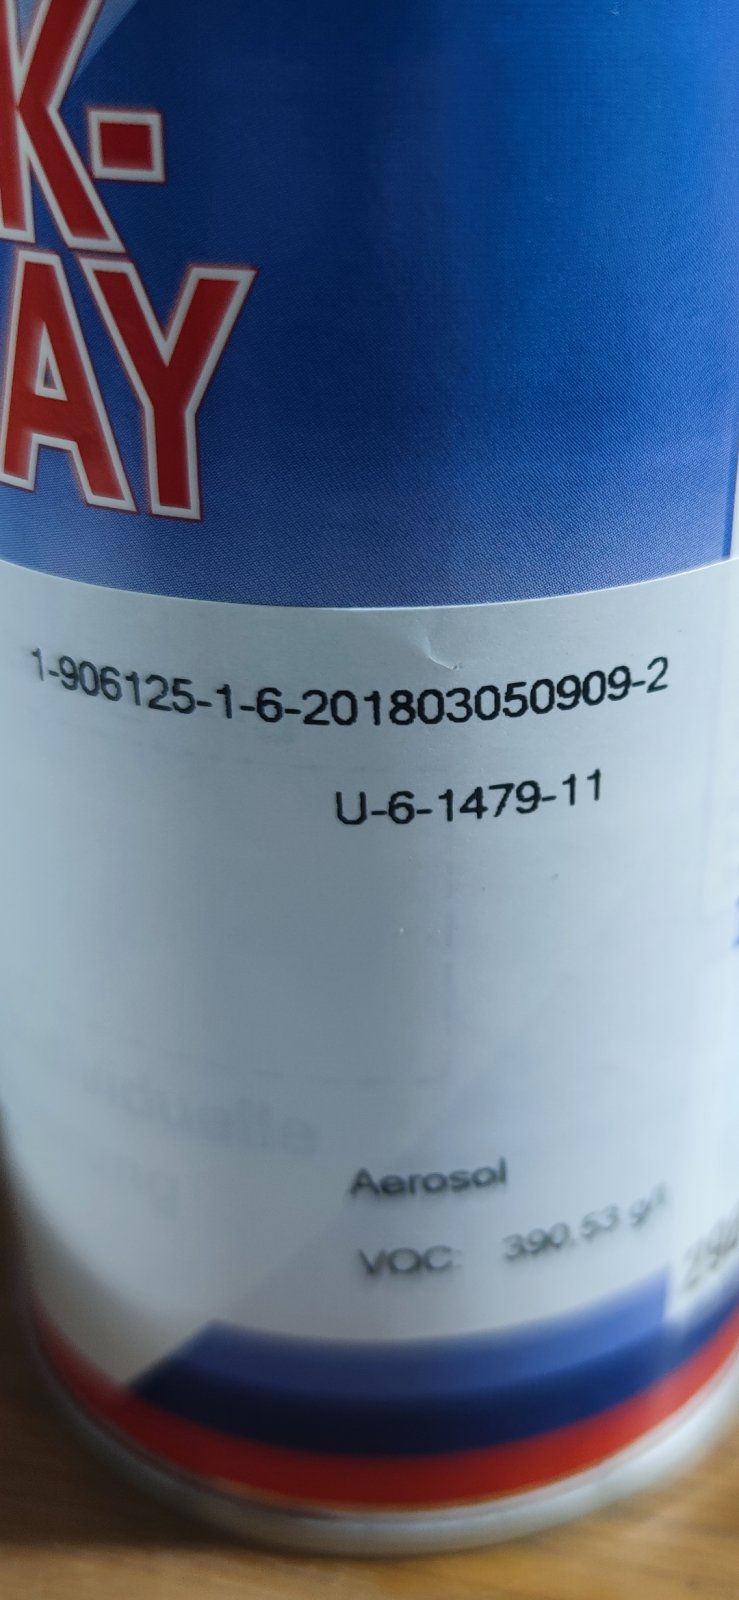 K-
AY
1-906125-1-6-201803050909-2
U-6-1479-11
Aerosol
VOC: 390,53 g/l